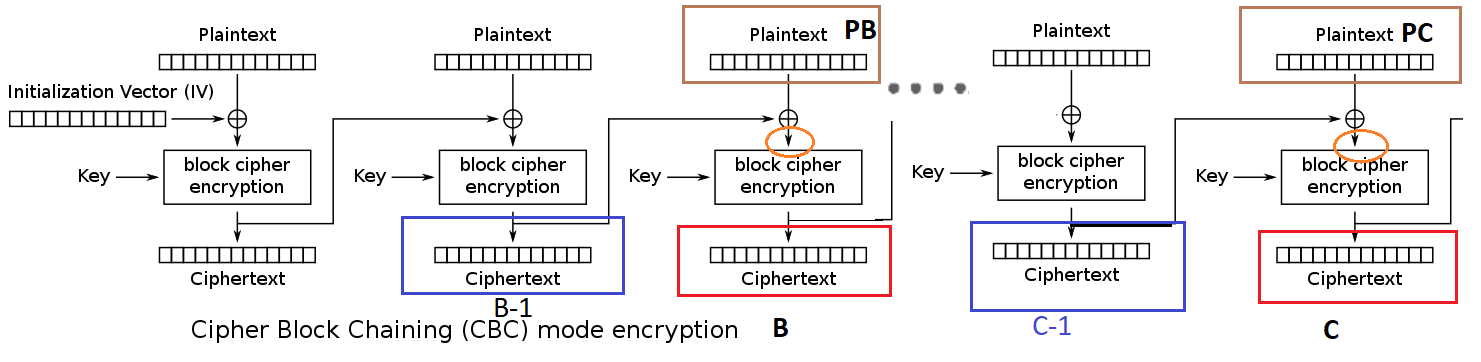 Plaintext
Plaintext
Plaintext PB
Plaintext
Plaintext PC
Initialization Vector (IV)
Key
block cipher
encryption
Key
block cipher
encryption
Key
block cipher
encryption
Key
block cipher
encryption
Key
block cipher
encryption
Ciphertext
Ciphertext
Ciphertext
Ciphertext
Ciphertext
B-1
B
C-1
C
Cipher Block Chaining (CBC) mode encryption